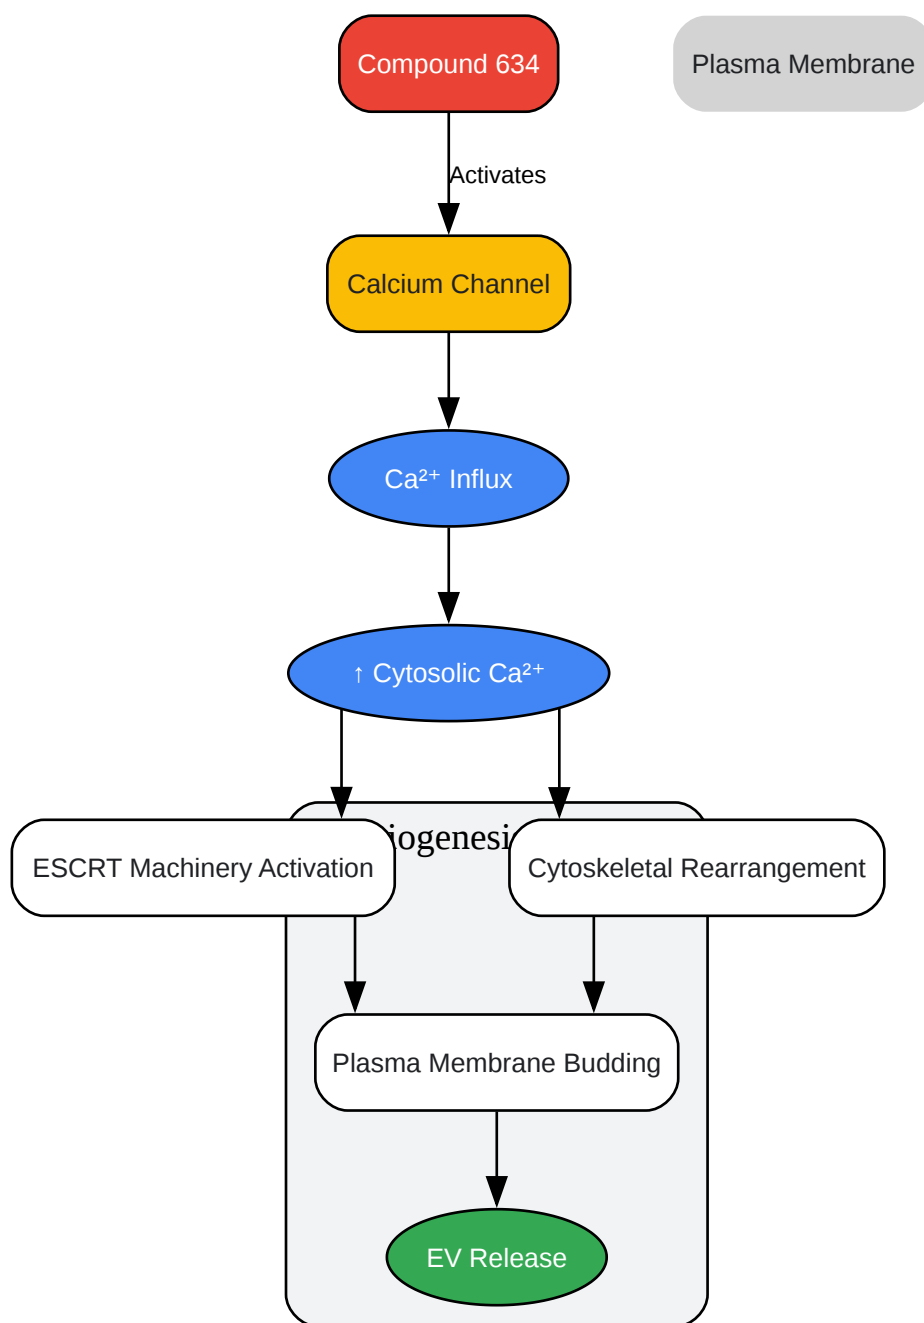 Compound 634
Plasma Membrane
Activates
Calcium Channel
Ca²⁺ Influx
↑ Cytosolic Ca²⁺
ESCRT Machinery Activation
Cytoskeletal Rearrangement
Plasma Membrane Budding
EV Release